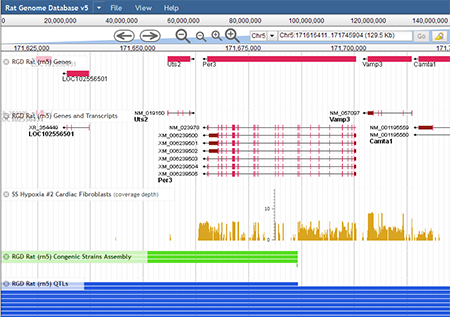 Rat Genome Database v5 File View Help
0 20,000,000 40,000,000 60,000,000 80,000,000 100,000,000 120,000,000 140,000,000
Chr5 Chr5:171616411..171745904 (129.5 Kb) Go
171,625,000 171,650,000 171,675,000 171,700,000
RGD Rat (rn5) Genes
Uts2 Per3 Vamp3 Camta1
LOC102556501
RGD Rat (rn5) Genes and Transcripts
NM_019160 NM_057097
Uts2 Vamp3
XR_354440 NM_023978 NM_001195559
LOC102556501 XM_006239501 NM_001195560
XM_006239503 Camta1
XM_006239502
XM_006239504
XM_006239506
XM_006239505
Per3
SS Hypoxia #2 Cardiac Fibroblasts (coverage depth)
10
0
RGD Rat (rn5) Congenic Strains Assembly
RGD Rat (rn5) QTLs